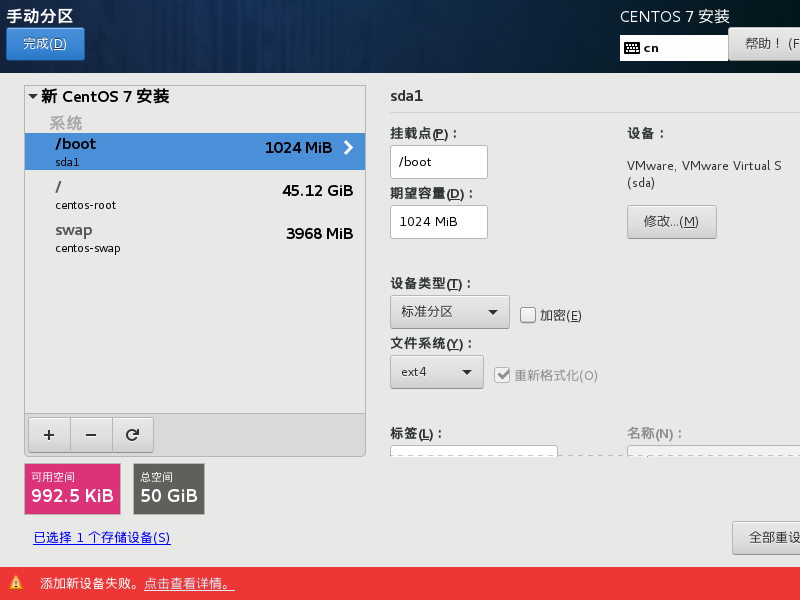 手动分区
CENTOS 7 安装
完成(D)
cn
帮助！ (F
新 CentOS 7 安装
系统
/boot
1024 MiB
sda1
/
45.12 GiB
centos-root
swap
3968 MiB
centos-swap
+ −
可用空间
992.5 KiB
总空间
50 GiB
已选择 1 个存储设备(S)
sda1
挂载点(P)：
/boot
期望容量(D)：
1024 MiB
设备：
VMware, VMware Virtual S
(sda)
修改...(M)
设备类型(T)：
标准分区
加密(E)
文件系统(Y)：
ext4
重新格式化(O)
标签(L)：
名称(N)：
全部重设
添加新设备失败。点击查看详情。